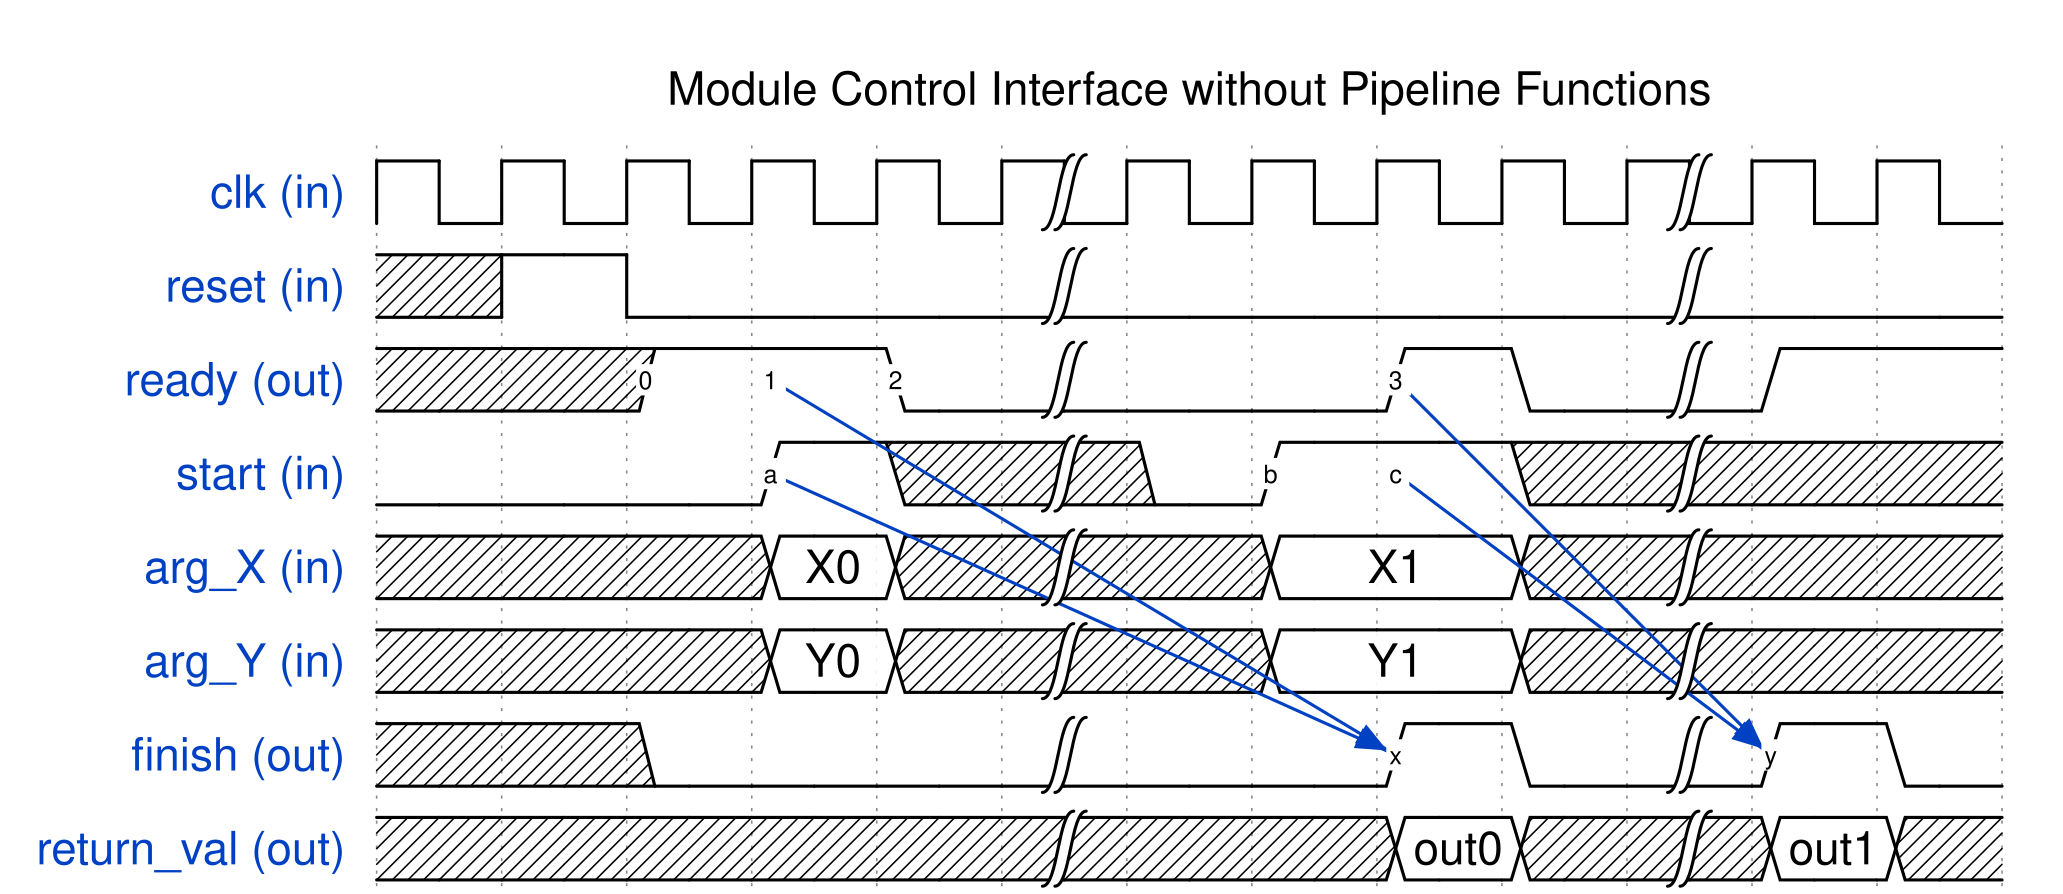 Module Control Interface without Pipeline Functions
clk (in)
reset (in)
ready (out) 0 1 2 3
start (in) a b c
arg_X (in) X0 X1
arg_Y (in) Y0 Y1
finish (out) x y
return_val (out) out0 out1